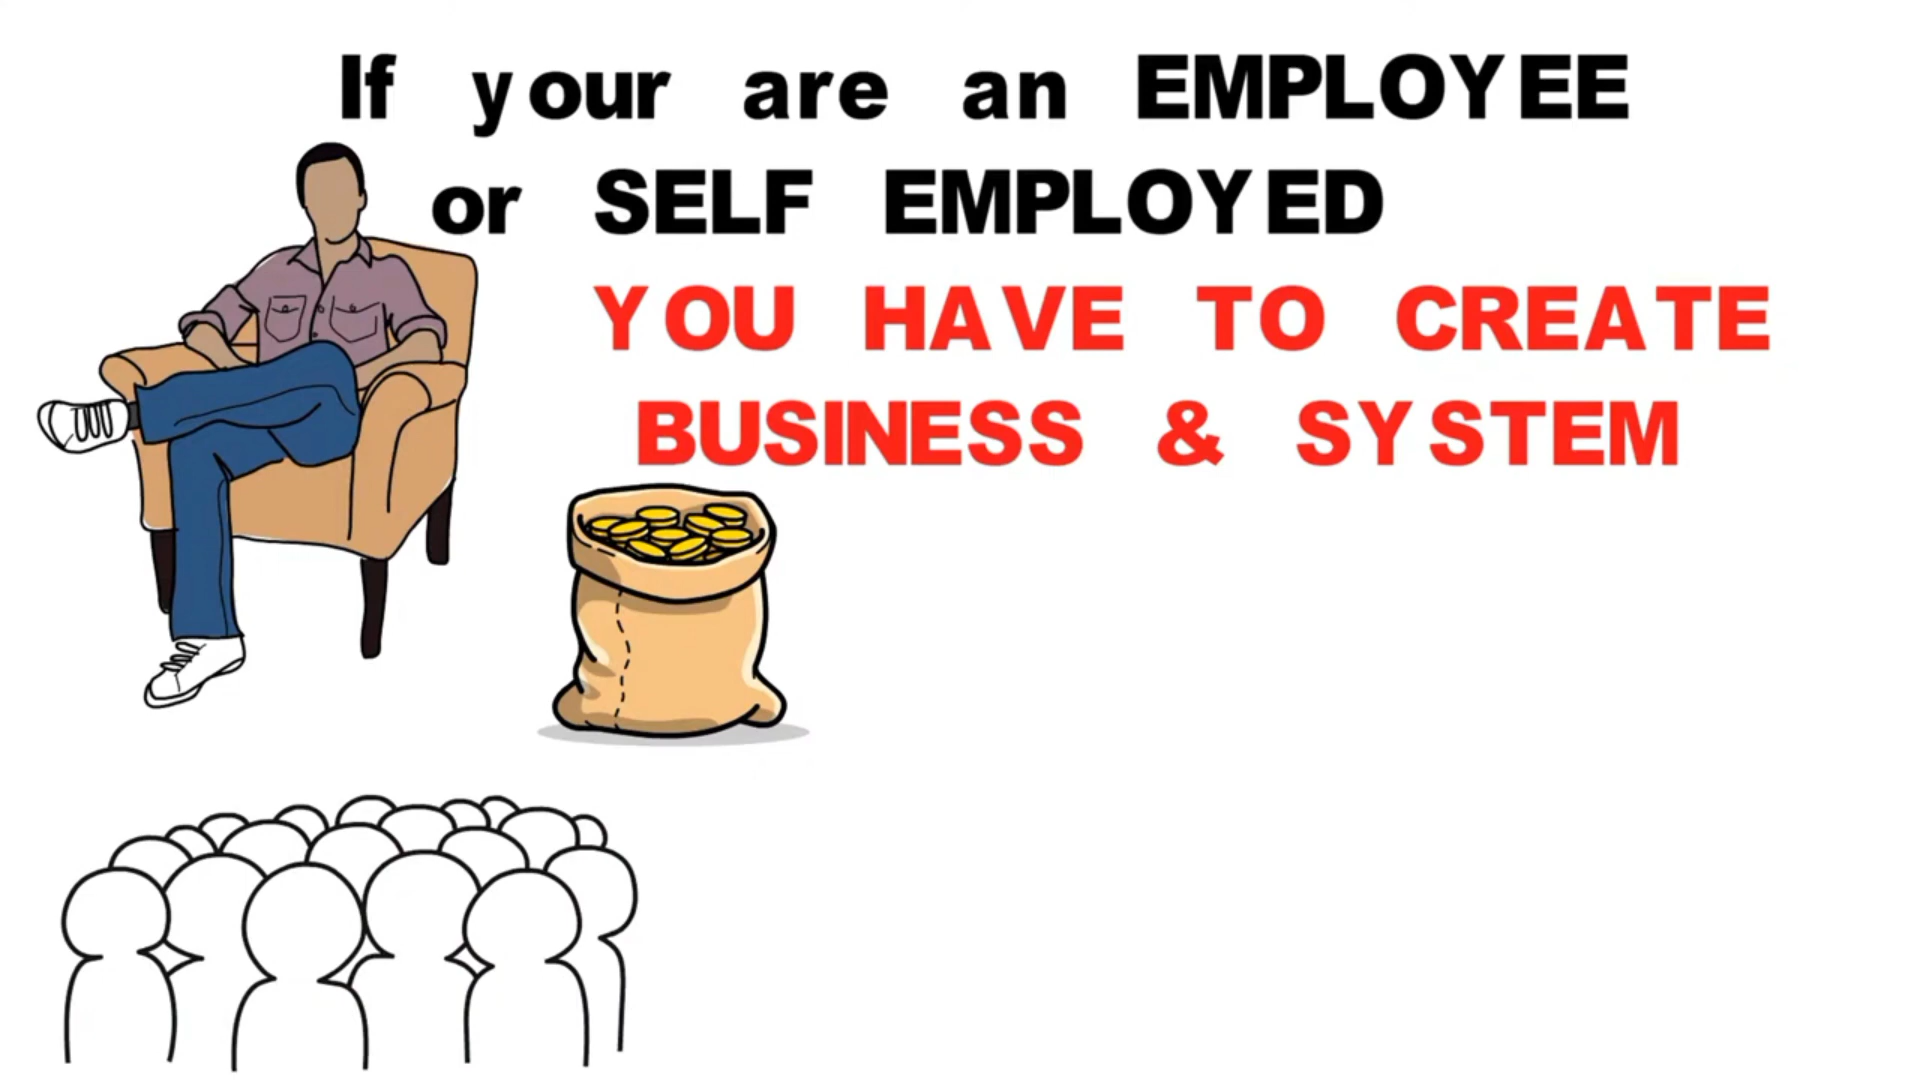 If your are an EMPLOYEE
or SELF EMPLOYED
YOU HAVE TO CREATE
BUSINESS & SYSTEM